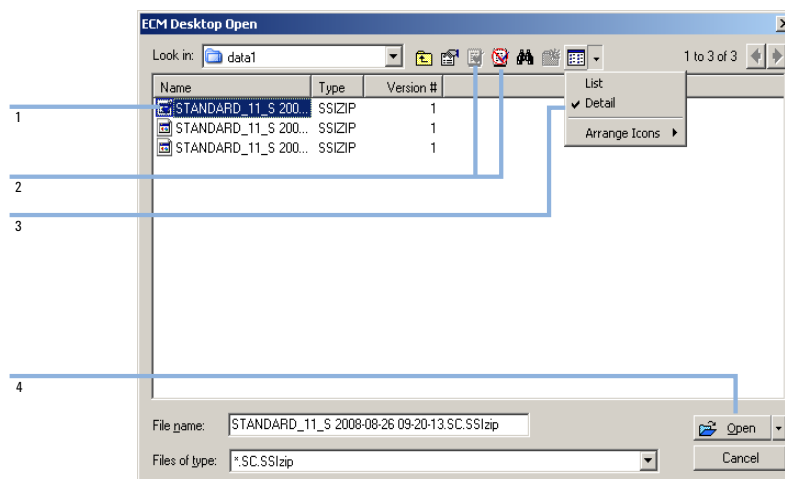 ECM Desktop Open
Look in: data1
1 to 3 of 3
Name Type Version #
List
Detail
Arrange Icons
STANDARD_11_S 200... SSIZIP 1
STANDARD_11_S 200... SSIZIP 1
STANDARD_11_S 200... SSIZIP 1
1
2
3
4
File name: STANDARD_11_S 2008-08-26 09-20-13.SC.SSIzip
Open
Files of type: *.SC.SSIzip
Cancel